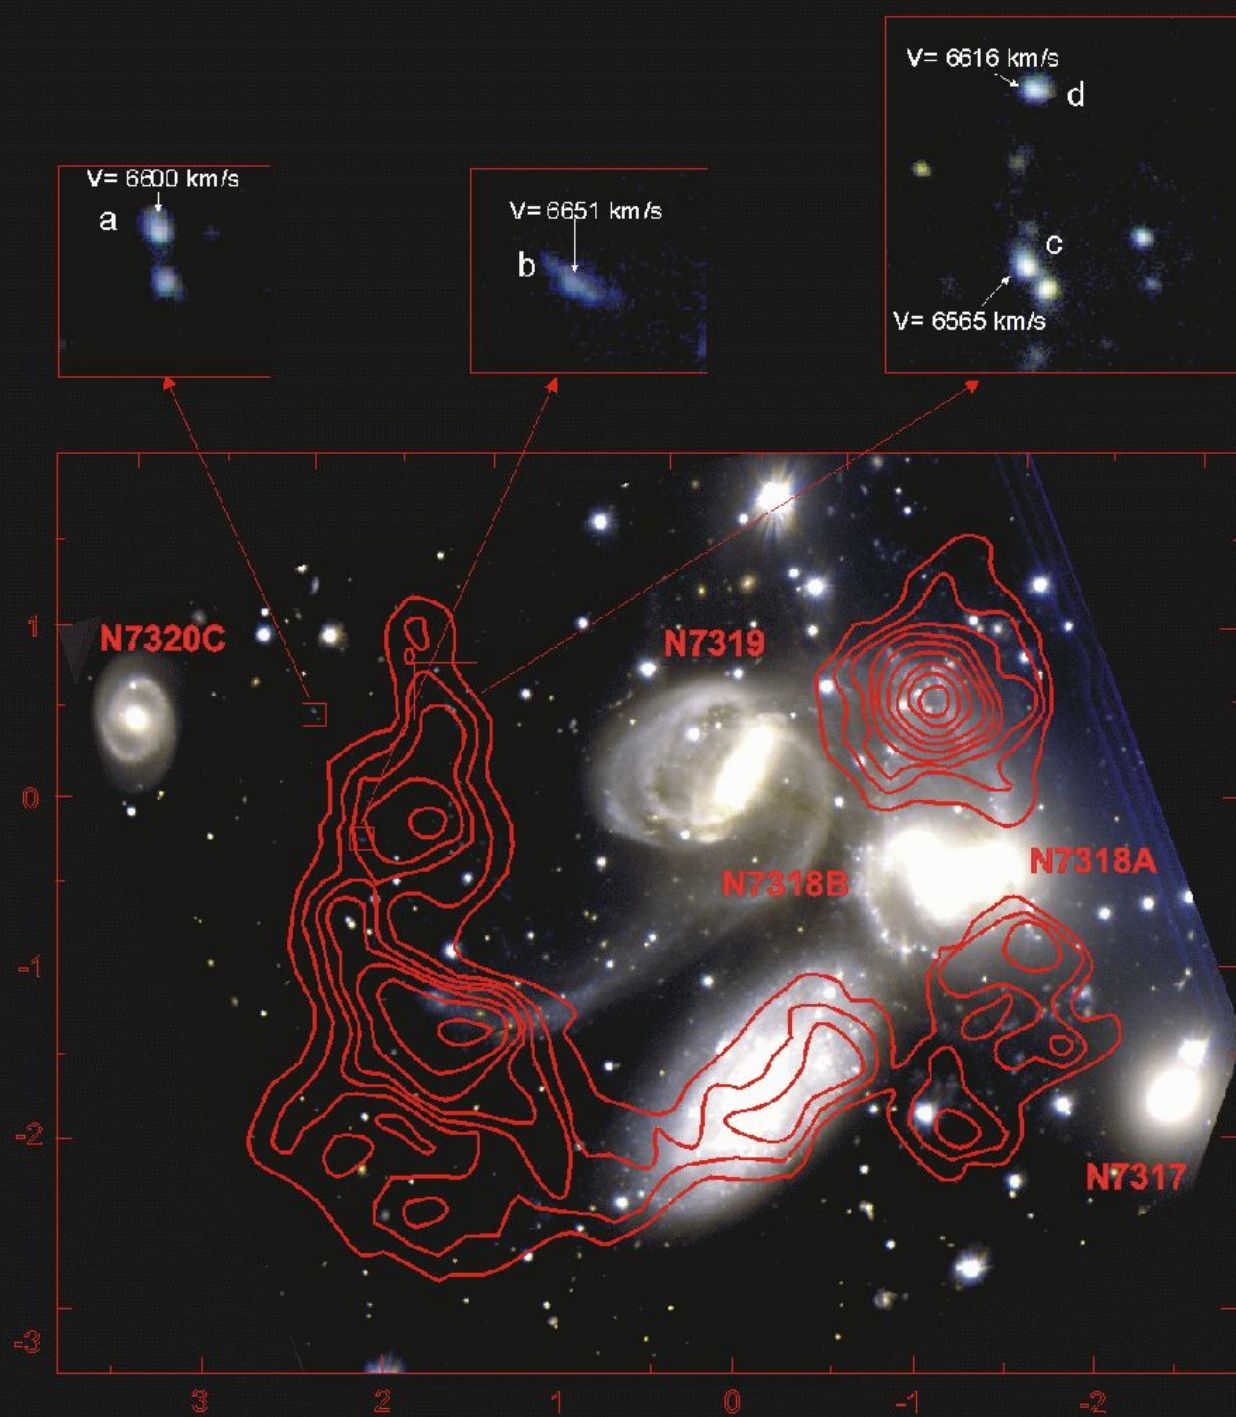 V= 6616 km/s
d
V= 6600 km/s
a
V= 6651 km/s
b
c
V= 6565 km/s
N7320C
N7319
N7318B
N7318A
N7317
1
0
-1
-2
-3
3 2 1 0 -1 -2